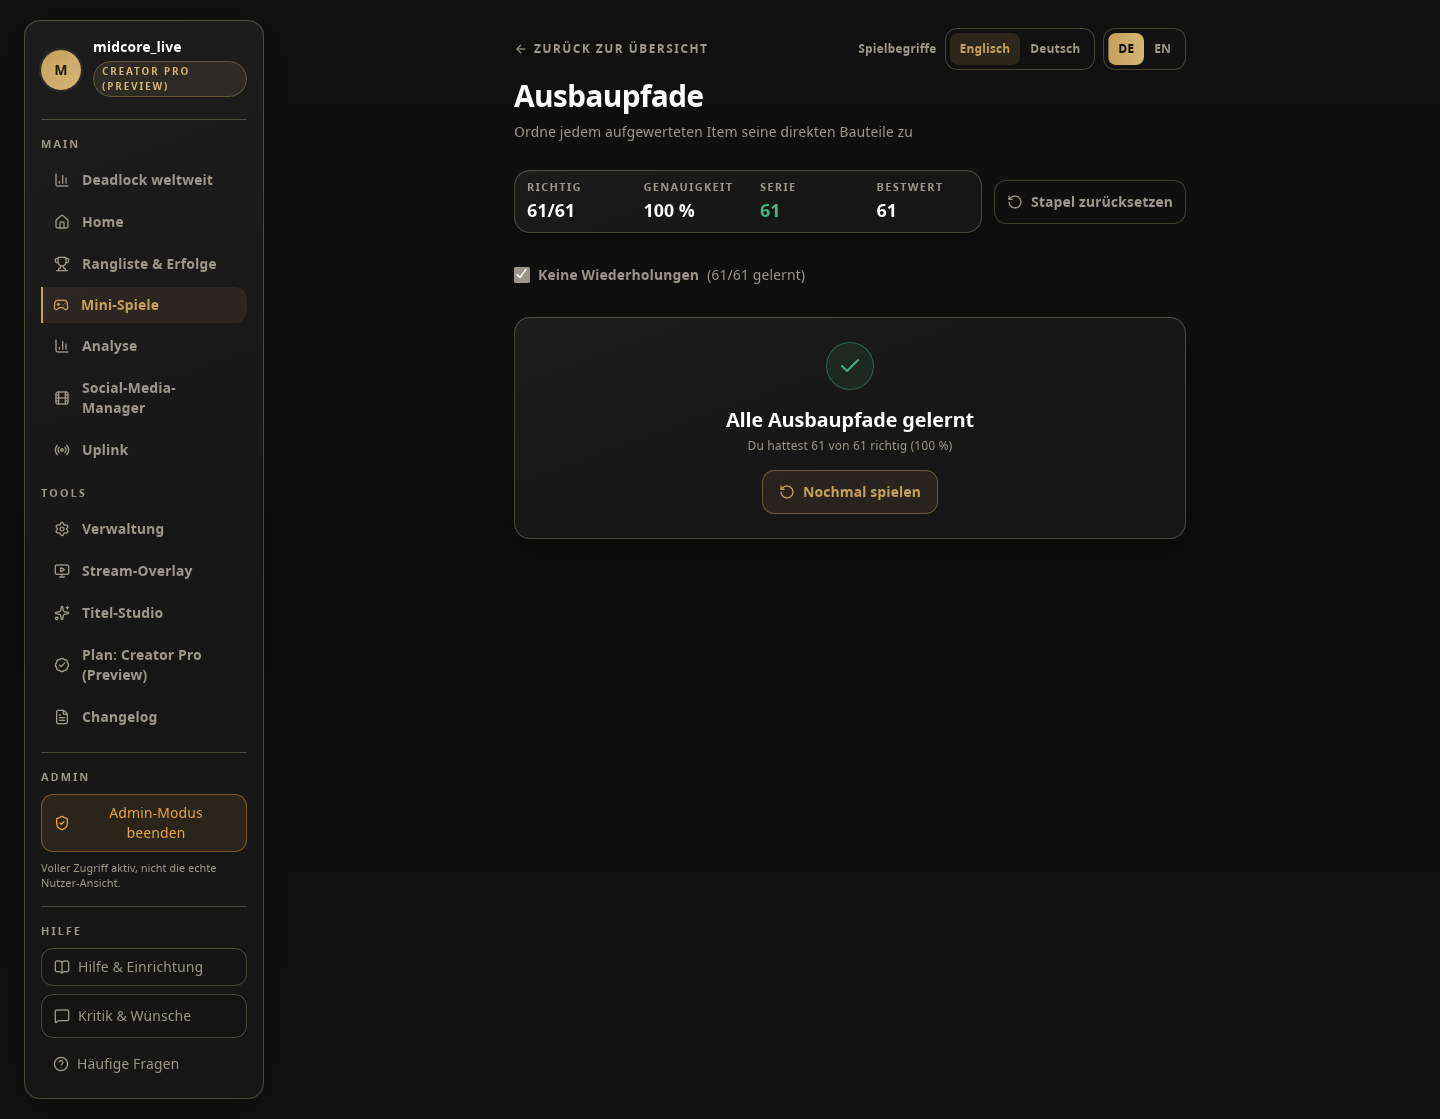 M
midcore_live
CREATOR PRO
(PREVIEW)
MAIN
Deadlock weltweit
Home
Rangliste & Erfolge
Mini-Spiele
Analyse
Social-Media-
Manager
Uplink
TOOLS
Verwaltung
Stream-Overlay
Titel-Studio
Plan: Creator Pro
(Preview)
Changelog
ADMIN
Admin-Modus
beenden
Voller Zugriff aktiv, nicht die echte
Nutzer-Ansicht.
HILFE
Hilfe & Einrichtung
Kritik & Wünsche
Häufige Fragen
ZURÜCK ZUR ÜBERSICHT
Spielbegriffe Englisch Deutsch DE EN
Ausbaupfade
Ordne jedem aufgewerteten Item seine direkten Bauteile zu
RICHTIG GENAUIGKEIT SERIE BESTWERT
61/61 100 % 61 61
Stapel zurücksetzen
Keine Wiederholungen (61/61 gelernt)
Alle Ausbaupfade gelernt
Du hattest 61 von 61 richtig (100 %)
Nochmal spielen